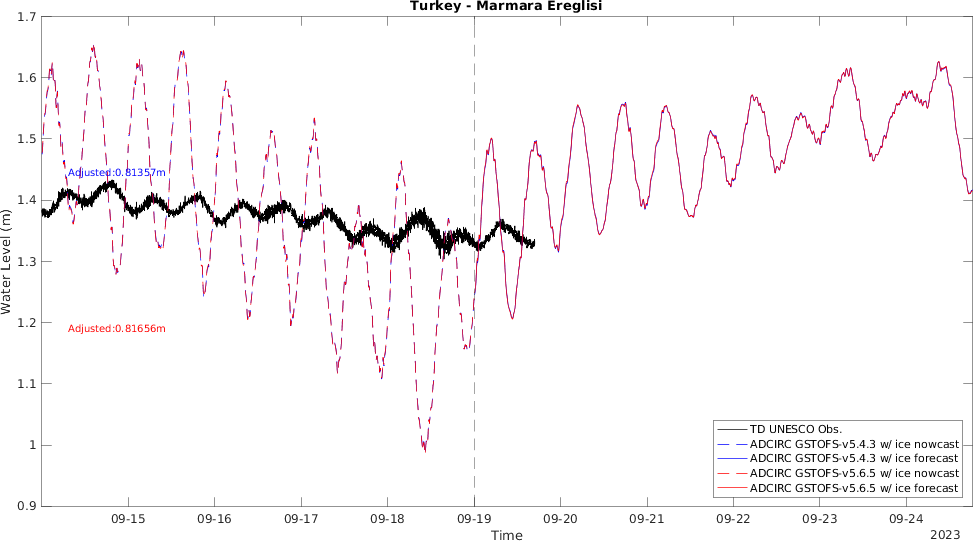 Turkey - Marmara Ereglisi
1.7
1.6
1.5
1.4
1.3
1.2
1.1
1
0.9
Water Level (m)
Adjusted:0.81357m
Adjusted:0.81656m
TD UNESCO Obs.
ADCIRC GSTOFS-v5.4.3 w/ ice nowcast
ADCIRC GSTOFS-v5.4.3 w/ ice forecast
ADCIRC GSTOFS-v5.6.5 w/ ice nowcast
ADCIRC GSTOFS-v5.6.5 w/ ice forecast
09-15 09-16 09-17 09-18 09-19 09-20 09-21 09-22 09-23 09-24
Time
2023